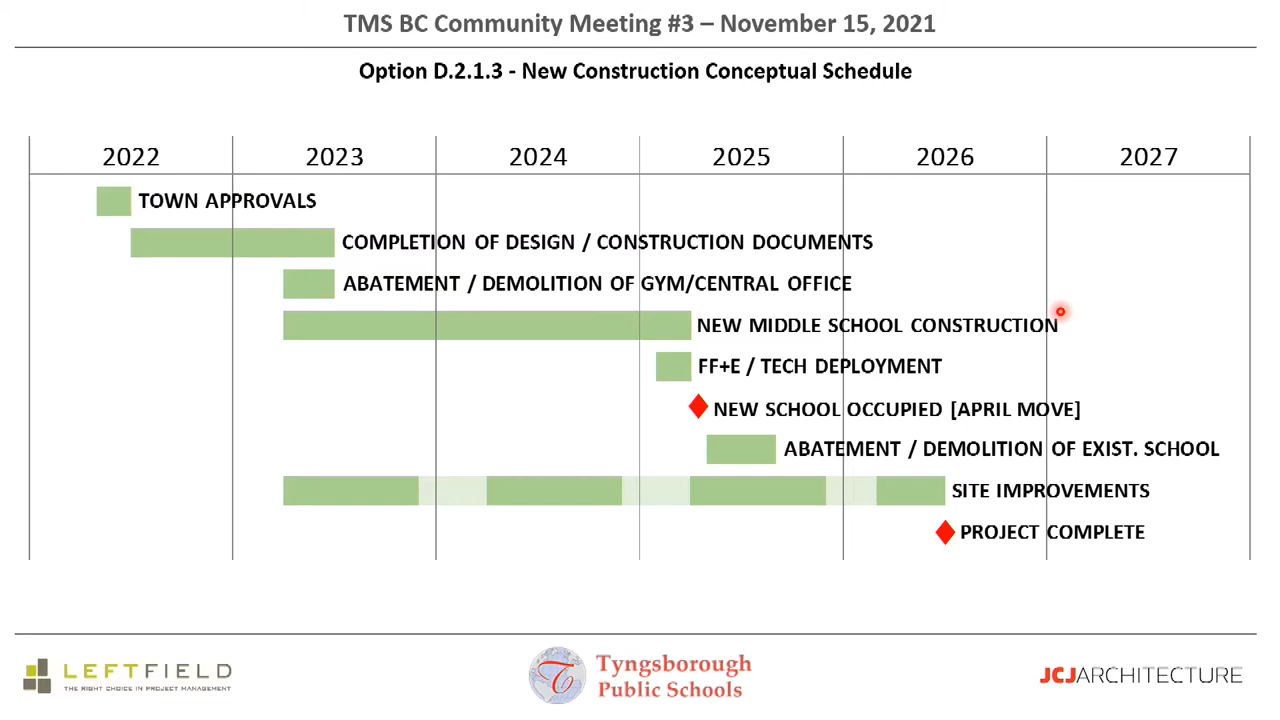 TMS BC Community Meeting #3 – November 15, 2021
Option D.2.1.3 - New Construction Conceptual Schedule
2022 2023 2024 2025 2026 2027
TOWN APPROVALS
COMPLETION OF DESIGN / CONSTRUCTION DOCUMENTS
ABATEMENT / DEMOLITION OF GYM/CENTRAL OFFICE
NEW MIDDLE SCHOOL CONSTRUCTION
FF+E / TECH DEPLOYMENT
NEW SCHOOL OCCUPIED [APRIL MOVE]
ABATEMENT / DEMOLITION OF EXIST. SCHOOL
SITE IMPROVEMENTS
PROJECT COMPLETE
LEFTFIELD
THE RIGHT CHOICE IN PROJECT MANAGEMENT
T
Tyngsborough
Public Schools
JCJARCHITECTURE